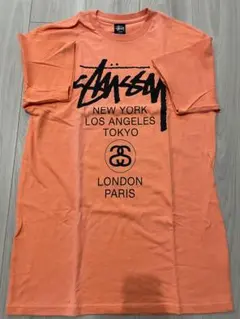 Stüssy
NEW YORK
LOS ANGELES
TOKYO
LONDON
PARIS